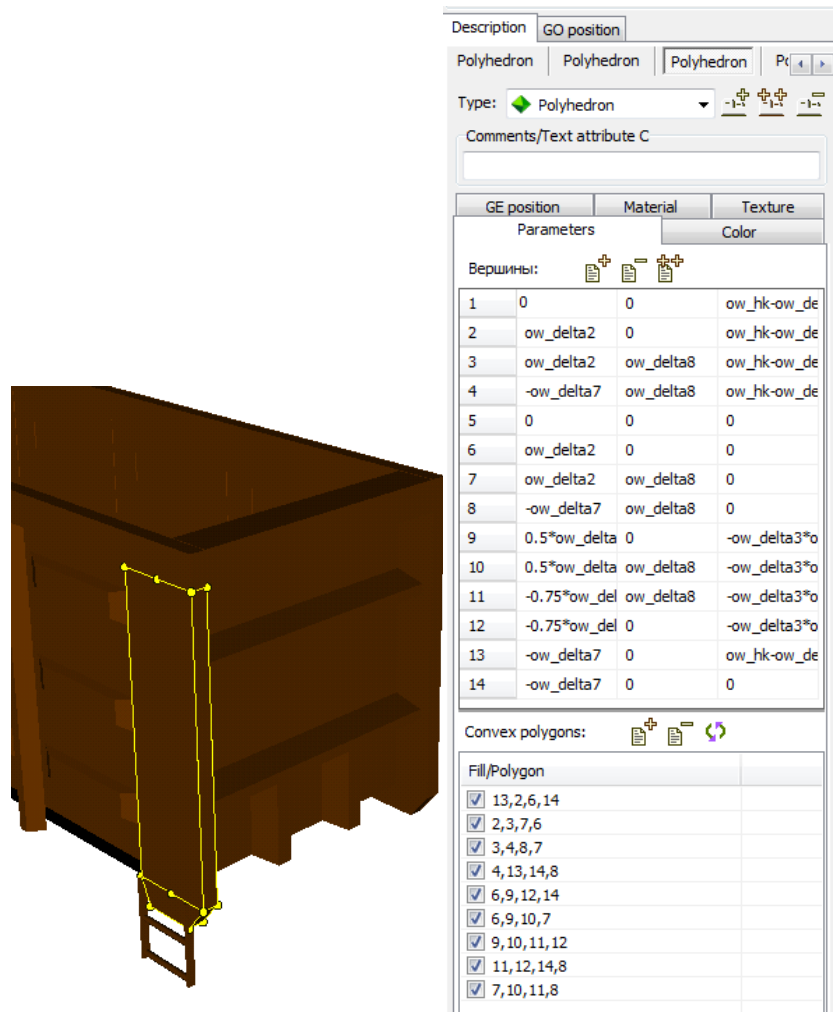 Description GO position
Polyhedron Polyhedron Polyhedron
Type: Polyhedron
Comments/Text attribute C
GE position Material Texture
Parameters Color
Вершины:
1 0 0 ow_hk-ow_de
2 ow_delta2 0 ow_hk-ow_de
3 ow_delta2 ow_delta8 ow_hk-ow_de
4 -ow_delta7 ow_delta8 ow_hk-ow_de
5 0 0 0
6 ow_delta2 0 0
7 ow_delta2 ow_delta8 0
8 -ow_delta7 ow_delta8 0
9 0.5*ow_delta 0 -ow_delta3*o
10 0.5*ow_delta ow_delta8 -ow_delta3*o
11 -0.75*ow_del ow_delta8 -ow_delta3*o
12 -0.75*ow_del 0 -ow_delta3*o
13 -ow_delta7 0 ow_hk-ow_de
14 -ow_delta7 0 0
Convex polygons:
Fill/Polygon
13,2,6,14
2,3,7,6
3,4,8,7
4,13,14,8
6,9,12,14
6,9,10,7
9,10,11,12
11,12,14,8
7,10,11,8